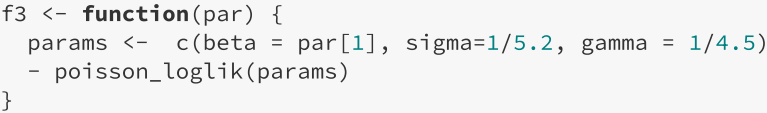 f3 <- function(par) {
  params <-  c(beta = par[1], sigma=1/5.2, gamma = 1/4.5)
  - poisson_loglik(params)
}